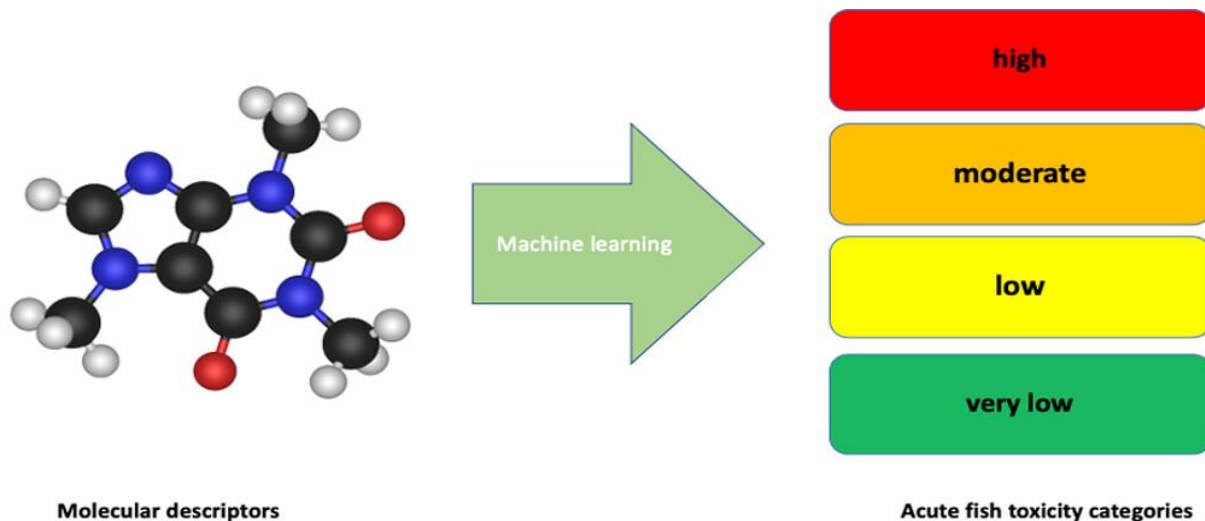 high
moderate
Machine learning
low
very low
Molecular descriptors
Acute fish toxicity categories